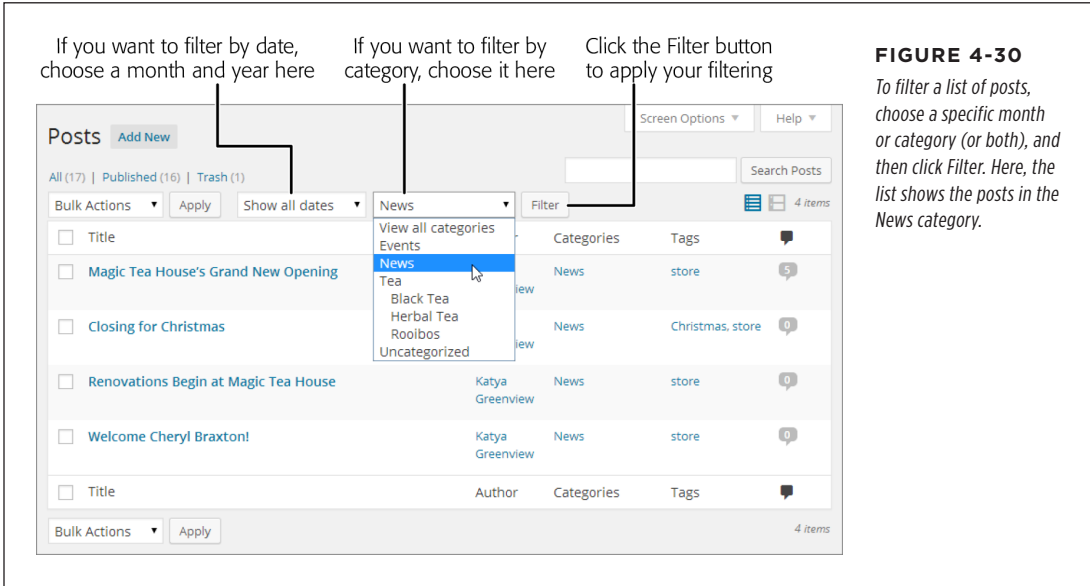 If you want to filter by date,
choose a month and year here
If you want to filter by
category, choose it here
Click the Filter button
to apply your filtering
FIGURE 4-30
To filter a list of posts,
choose a specific month
or category (or both), and
then click Filter. Here, the
list shows the posts in the
News category.
Screen Options Help
Posts Add New
All (17) | Published (16) | Trash (1)
Search Posts
Bulk Actions Apply Show all dates News Filter 4 items
View all categories
Events
News
Tea
Black Tea
Herbal Tea
Rooibos
Uncategorized
Title Categories Tags
Magic Tea House's Grand New Opening News store 5
iew
Closing for Christmas News Christmas, store 0
iew
Renovations Begin at Magic Tea House Katya News store 0
Greenview
Welcome Cheryl Braxton! Katya News store 0
Greenview
Title Author Categories Tags
Bulk Actions Apply 4 items